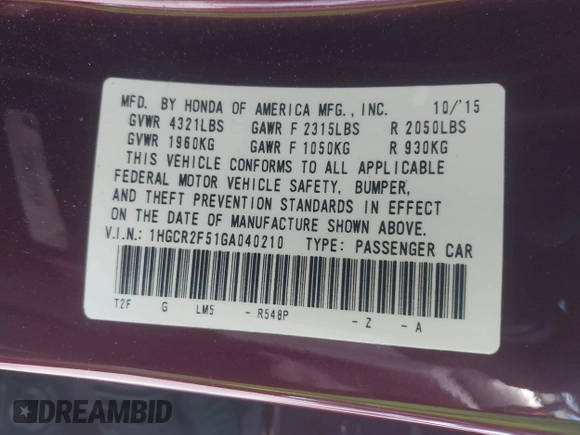 MFD. BY HONDA OF AMERICA MFG., INC. 10/'15
GVWR 4321LBS GAWR F 2315LBS R 2050LBS
GVWR 1960KG GAWR F 1050KG R 930KG
THIS VEHICLE CONFORMS TO ALL APPLICABLE
FEDERAL MOTOR VEHICLE SAFETY, BUMPER,
AND THEFT PREVENTION STANDARDS IN EFFECT
ON THE DATE OF MANUFACTURE SHOWN ABOVE.
V.I.N.: 1HGCR2F51GA040210 TYPE: PASSENGER CAR
T2F G LM5 - R548P - Z - A
DREAMBID